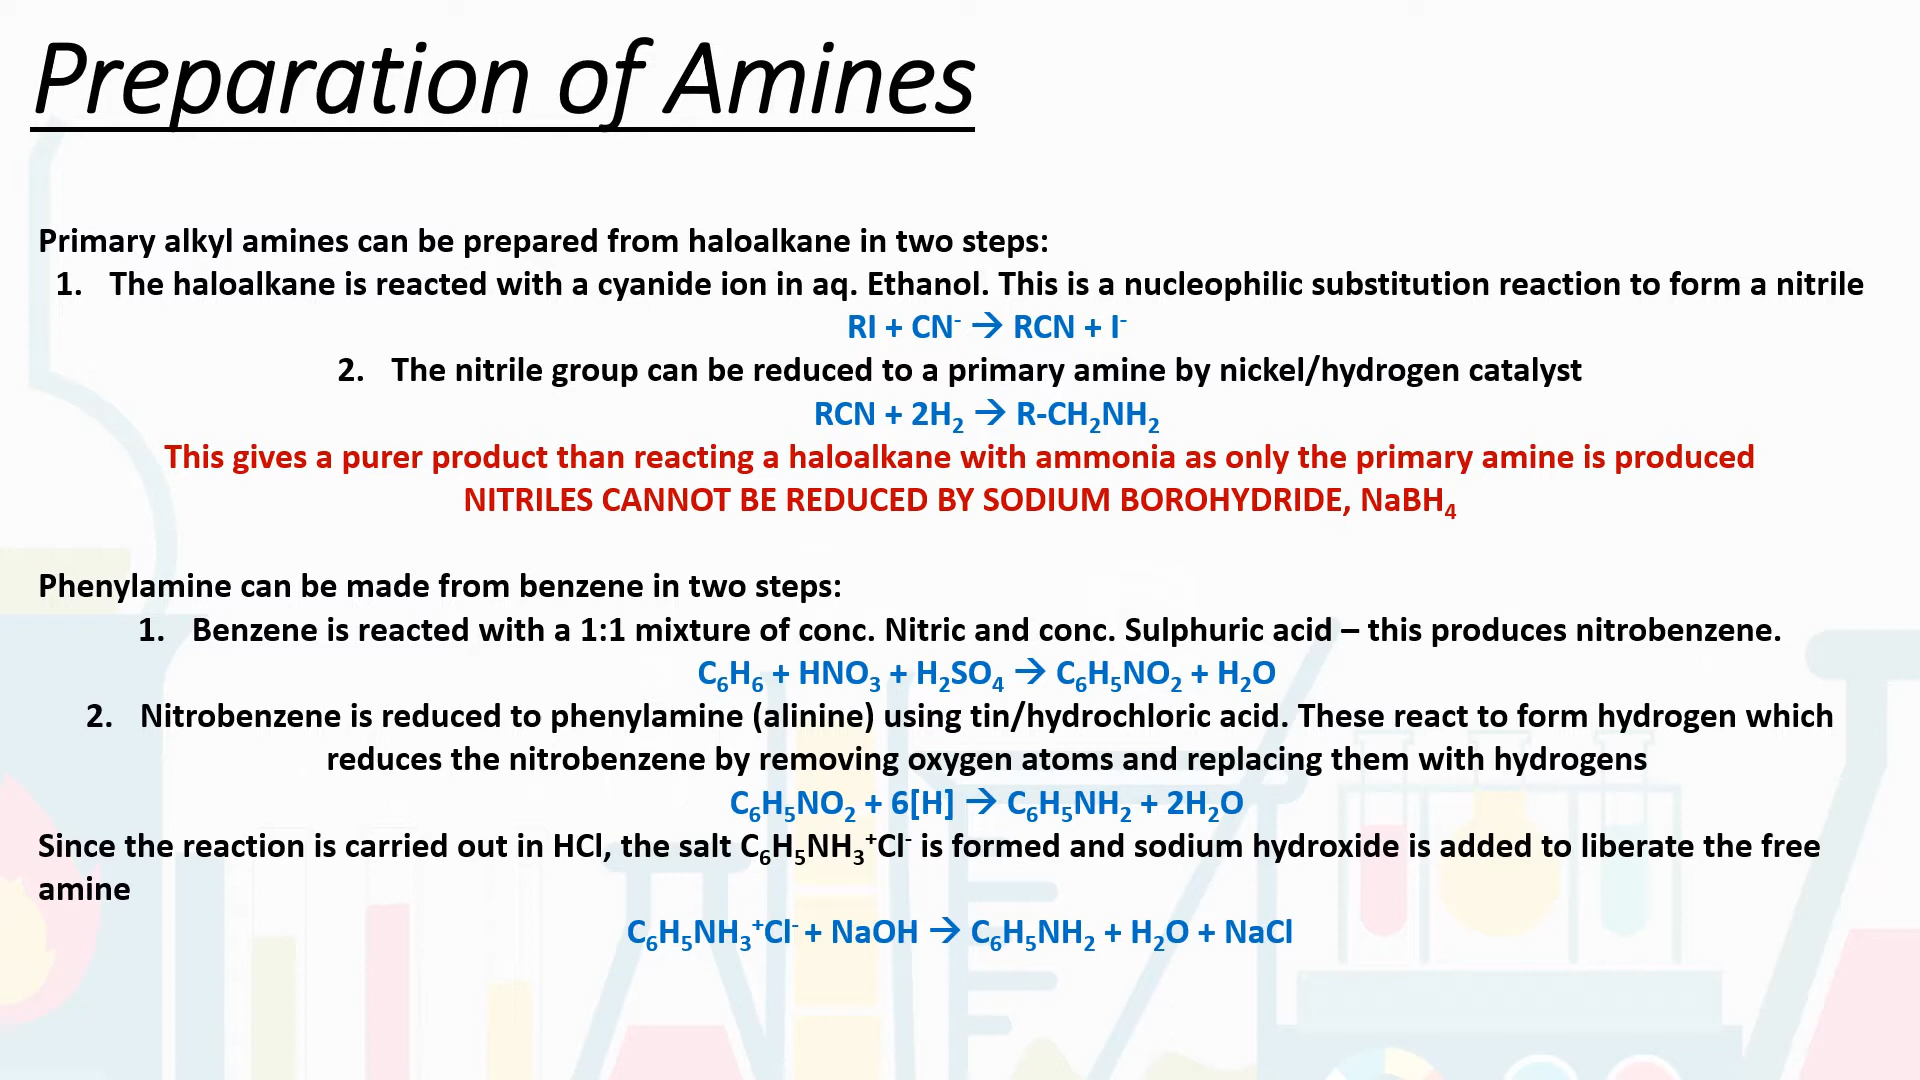 Preparation of Amines
Primary alkyl amines can be prepared from haloalkane in two steps:
1. The haloalkane is reacted with a cyanide ion in aq. Ethanol. This is a nucleophilic substitution reaction to form a nitrile
RI + CN⁻ → RCN + I⁻
2. The nitrile group can be reduced to a primary amine by nickel/hydrogen catalyst
RCN + 2H₂ → R-CH₂NH₂
This gives a purer product than reacting a haloalkane with ammonia as only the primary amine is produced
NITRILES CANNOT BE REDUCED BY SODIUM BOROHYDRIDE, NaBH₄
Phenylamine can be made from benzene in two steps:
1. Benzene is reacted with a 1:1 mixture of conc. Nitric and conc. Sulphuric acid – this produces nitrobenzene.
C₆H₆ + HNO₃ + H₂SO₄ → C₆H₅NO₂ + H₂O
2. Nitrobenzene is reduced to phenylamine (alinine) using tin/hydrochloric acid. These react to form hydrogen which
reduces the nitrobenzene by removing oxygen atoms and replacing them with hydrogens
C₆H₅NO₂ + 6[H] → C₆H₅NH₂ + 2H₂O
Since the reaction is carried out in HCl, the salt C₆H₅NH₃⁺Cl⁻ is formed and sodium hydroxide is added to liberate the free
amine
C₆H₅NH₃⁺Cl⁻ + NaOH → C₆H₅NH₂ + H₂O + NaCl